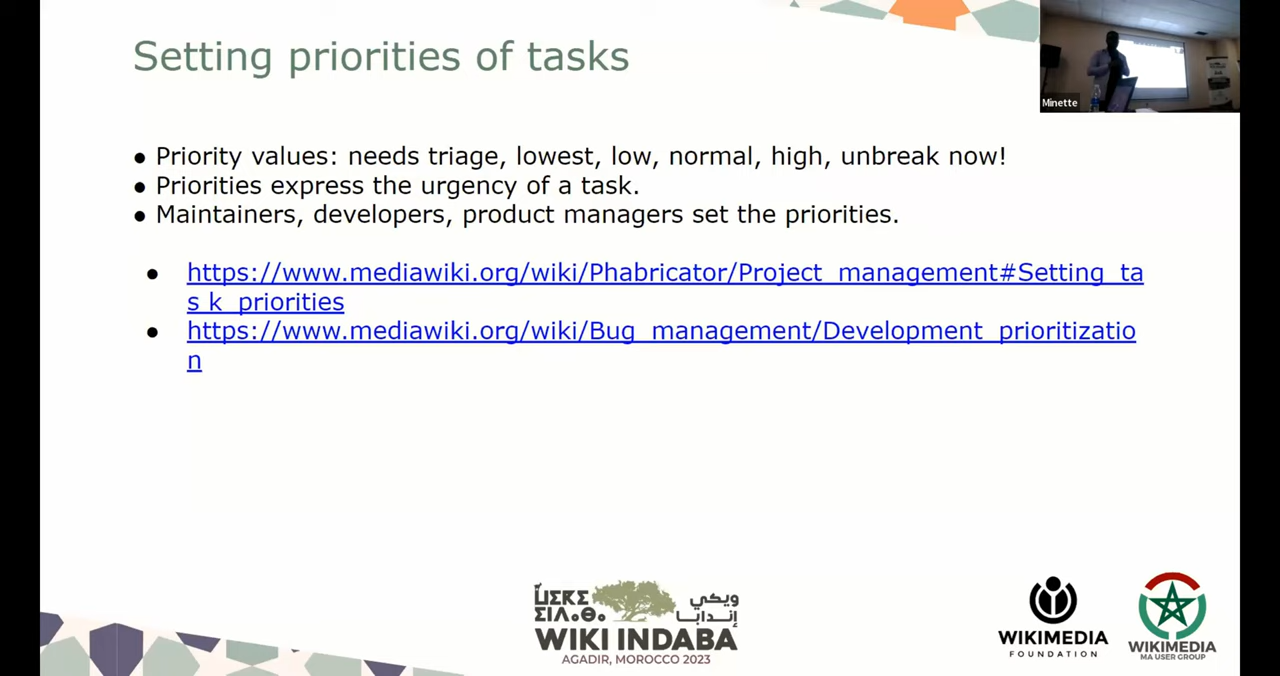 Setting priorities of tasks
Minette
● Priority values: needs triage, lowest, low, normal, high, unbreak now!
● Priorities express the urgency of a task.
● Maintainers, developers, product managers set the priorities.
● https://www.mediawiki.org/wiki/Phabricator/Project_management#Setting_ta
s k_priorities
● https://www.mediawiki.org/wiki/Bug_management/Development_prioritizatio
n
ⵡⵉⴽⵉ ويكي
ⵉⵏⴷⴰⴱⴰ إندابا
WIKI INDABA
AGADIR, MOROCCO 2023
WIKIMEDIA
FOUNDATION
WIKIMEDIA
MA USER GROUP